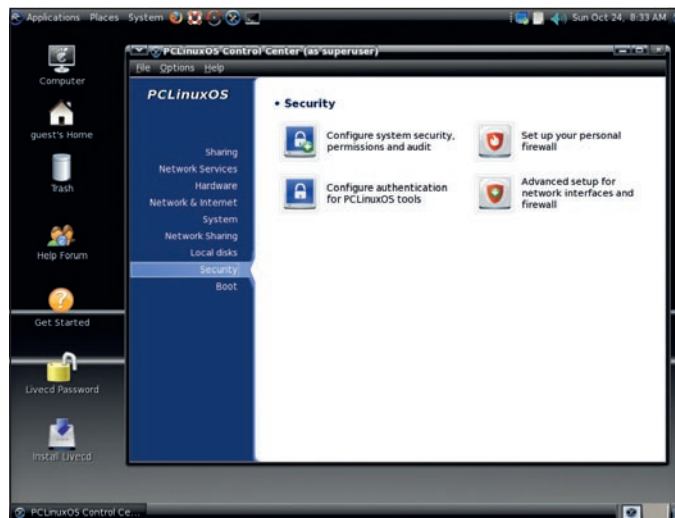 Applications Places System
Sun Oct 24, 8:33 AM
Computer
guest's Home
Trash
Help Forum
Get Started
Livecd Password
Install Livecd
PCLinuxOS Control Center (as superuser)
File Options Help
PCLinuxOS
Sharing
Network Services
Hardware
Network & Internet
System
Network Sharing
Local disks
Security
Boot
• Security
Configure system security,
permissions and audit
Set up your personal
firewall
Configure authentication
for PCLinuxOS tools
Advanced setup for
network interfaces and
firewall
PCLinuxOS Control Ce...